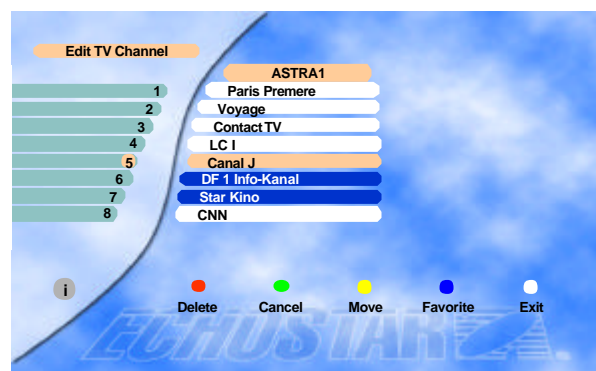 Edit TV Channel
ASTRA1
1 Paris Premere
2 Voyage
3 Contact TV
4 LC I
5 Canal J
6 DF 1 Info-Kanal
7 Star Kino
8 CNN
i
Delete Cancel Move Favorite Exit
ECHOSTAR